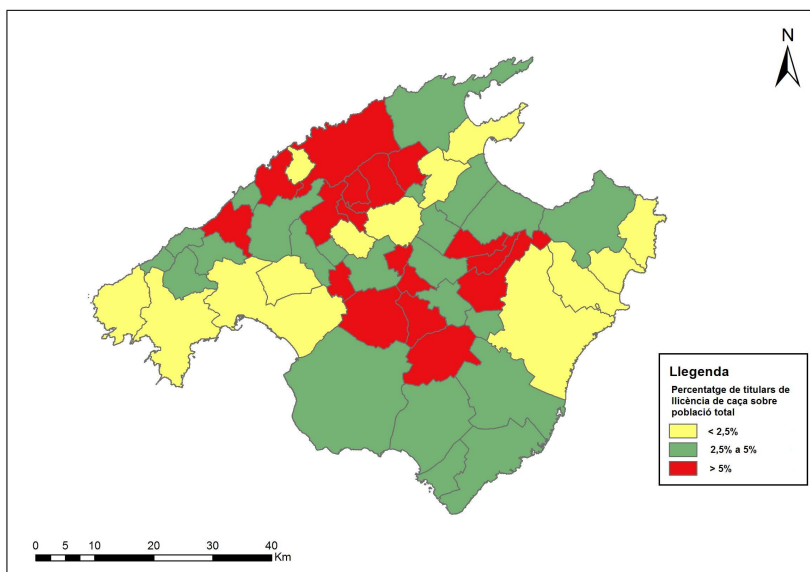 N
Llegenda
Percentatge de titulars de
llicència de caça sobre
població total
< 2,5%
2,5% a 5%
> 5%
0 5 10 20 30 40
Km